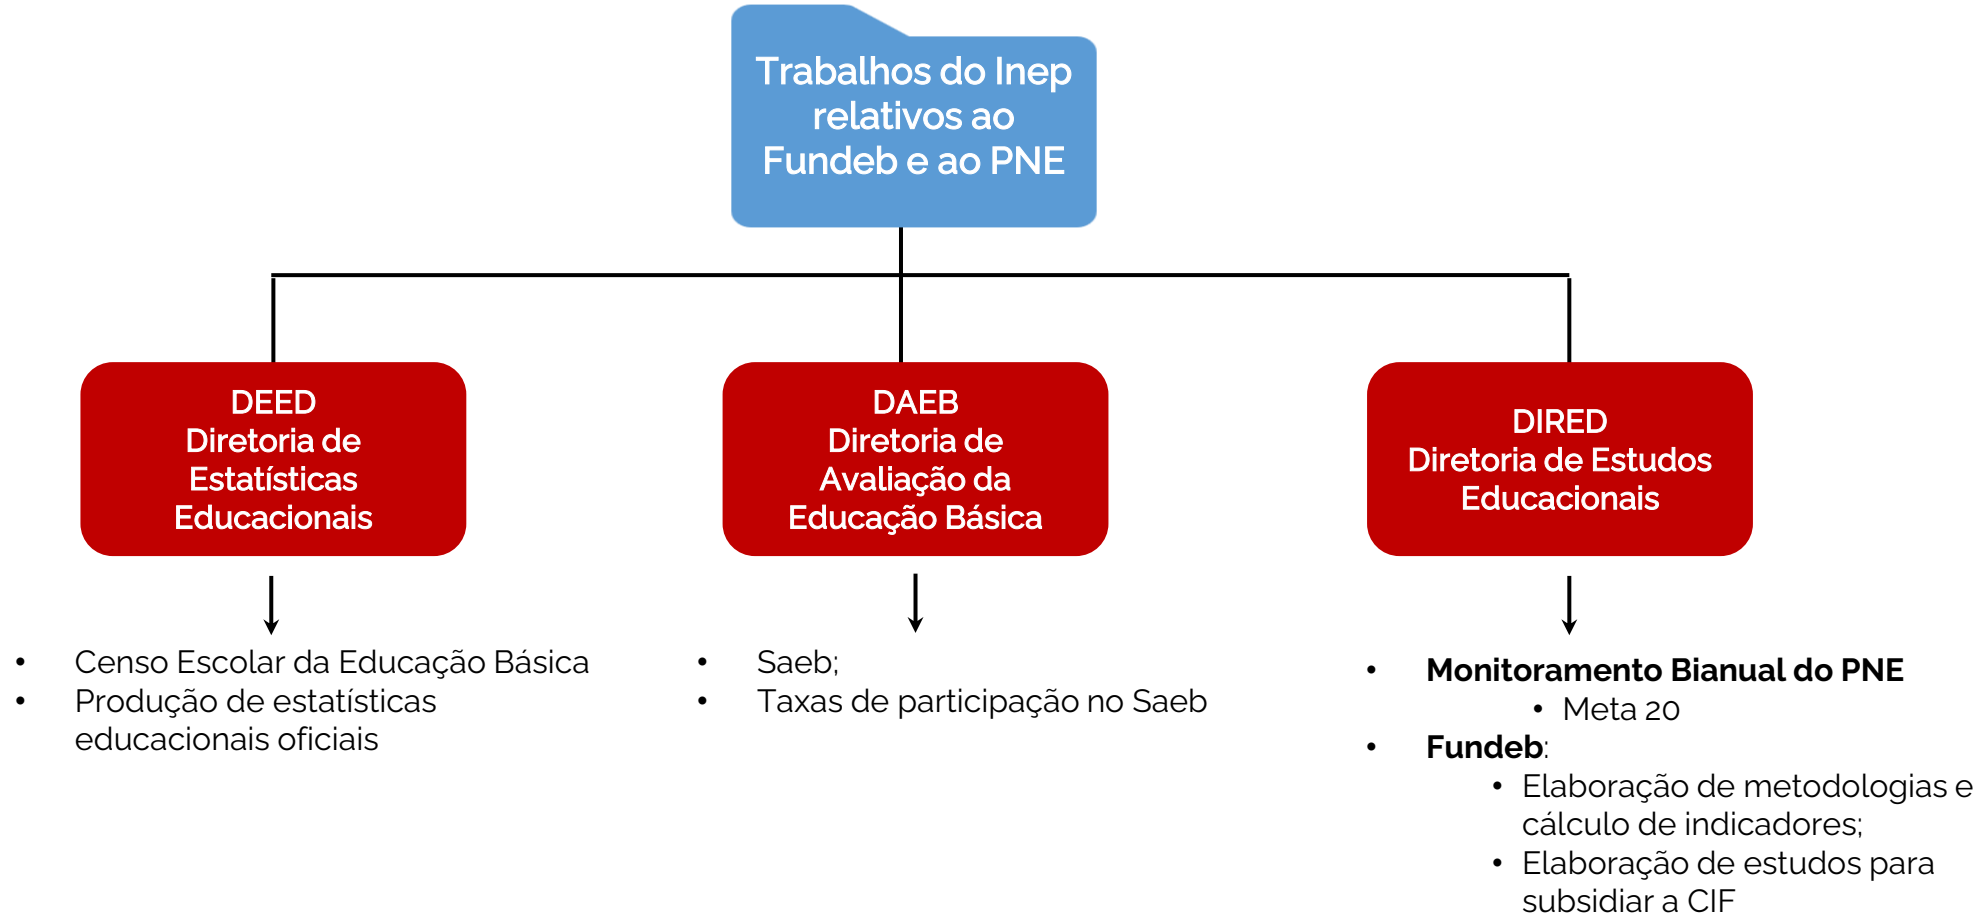 Trabalhos do Inep
relativos ao
Fundeb e ao PNE
DEED
Diretoria de
Estatísticas
Educacionais
DAEB
Diretoria de
Avaliação da
Educação Básica
DIRED
Diretoria de Estudos
Educacionais
• Censo Escolar da Educação Básica
• Produção de estatísticas
educacionais oficiais
• Saeb;
• Taxas de participação no Saeb
• Monitoramento Bianual do PNE
• Meta 20
• Fundeb:
• Elaboração de metodologias e
cálculo de indicadores;
• Elaboração de estudos para
subsidiar a CIF